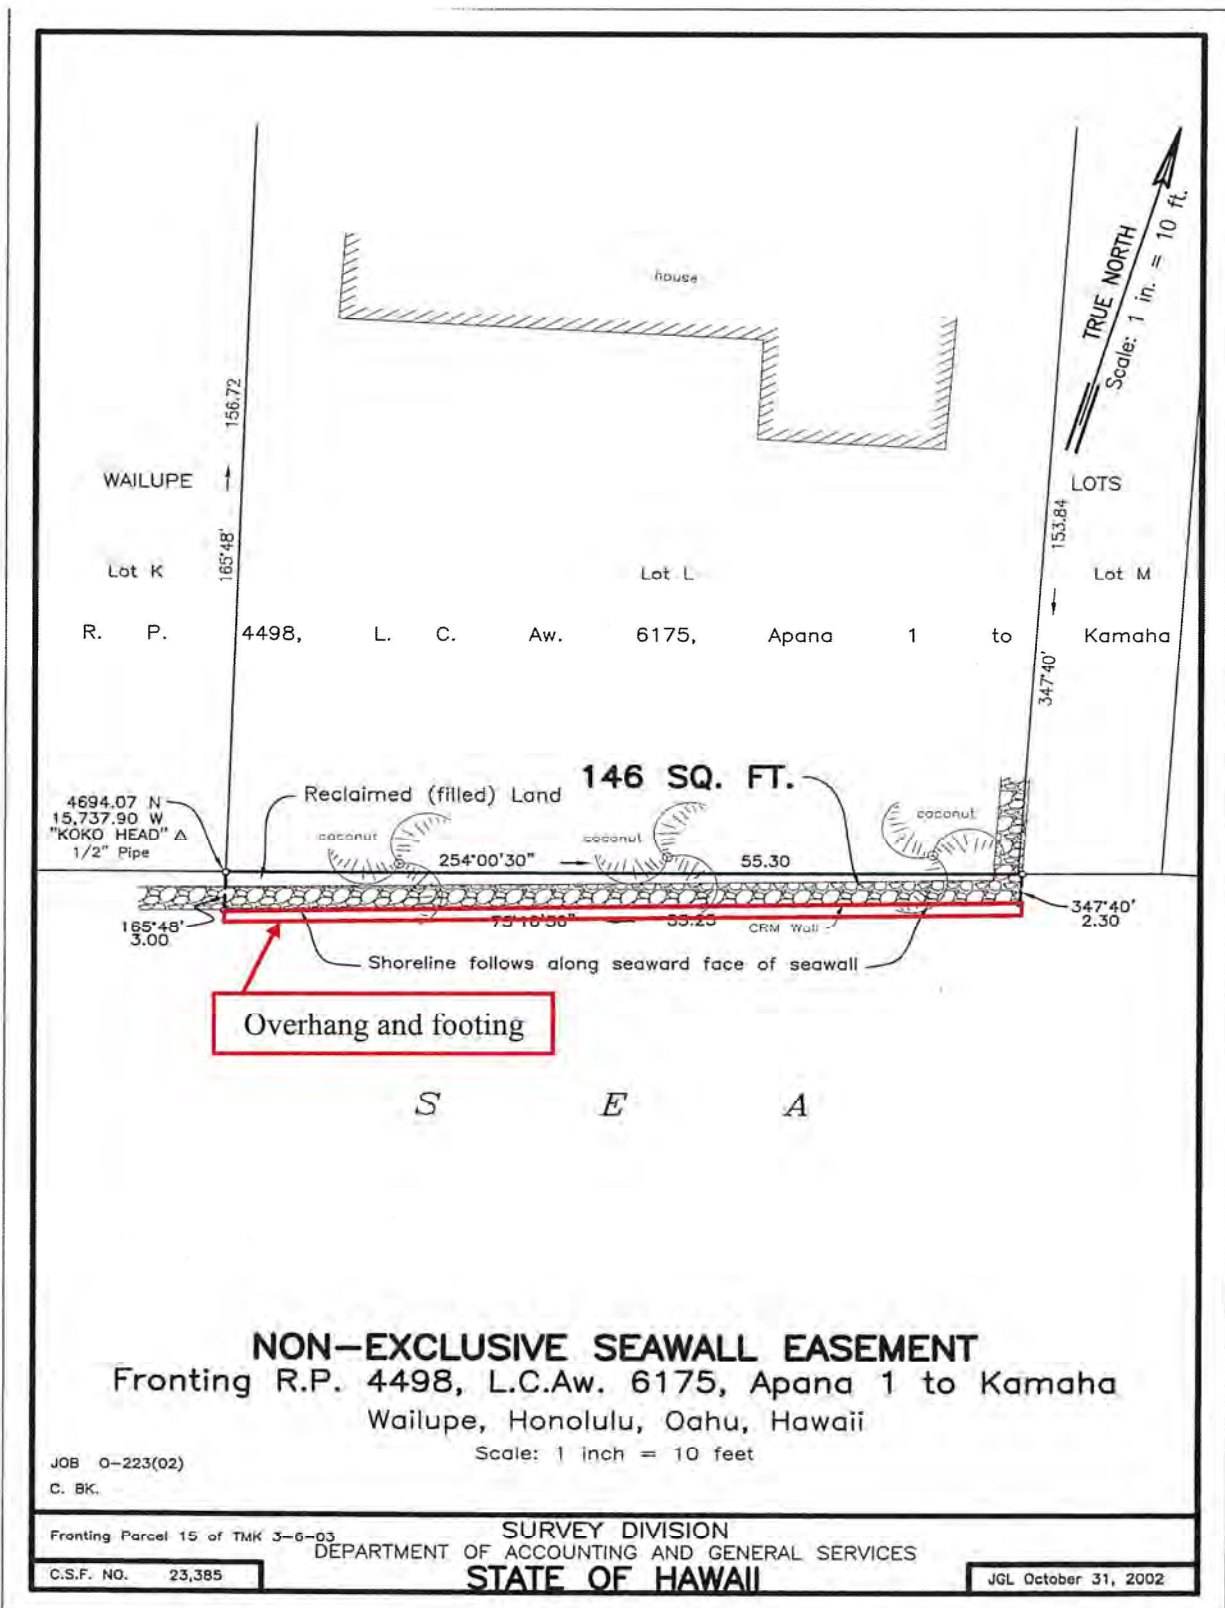 TRUE NORTH
Scale: 1 in. = 10 ft.
house
156.72
165°48'
WAILUPE
LOTS
153.84
347°40'
Lot K
Lot L
Lot M
R. P. 4498, L. C. Aw. 6175, Apana 1 to Kamaha
146 SQ. FT.
Reclaimed (filled) Land
4694.07 N
15,737.90 W
"KOKO HEAD" Δ
1/2" Pipe
coconut
coconut
coconut
254°00'30"
55.30
165°48'
3.00
CRM Wall
347°40'
2.30
Shoreline follows along seaward face of seawall
Overhang and footing
S E A
NON-EXCLUSIVE SEAWALL EASEMENT
Fronting R.P. 4498, L.C.Aw. 6175, Apana 1 to Kamaha
Wailupe, Honolulu, Oahu, Hawaii
Scale: 1 inch = 10 feet
JOB O-223(02)
C. BK.
Fronting Parcel 15 of TMK 3-6-03
SURVEY DIVISION
DEPARTMENT OF ACCOUNTING AND GENERAL SERVICES
STATE OF HAWAII
C.S.F. NO. 23,385
JGL October 31, 2002